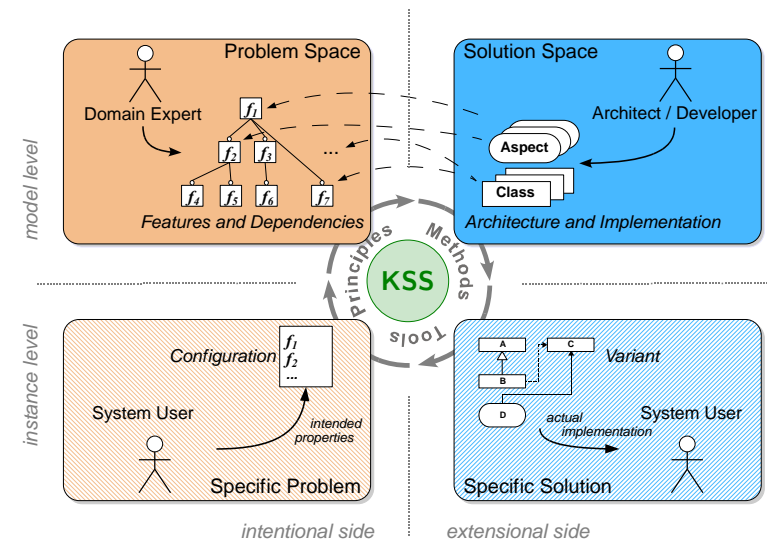 Problem Space
Domain Expert
f1
f2
f3
...
f4
f5
f6
f7
Features and Dependencies
Solution Space
Architect / Developer
Aspect
Class
Architecture and Implementation
model level
Principles
Methods
Tools
KSS
instance level
Configuration
f1
f2
...
System User
intended
properties
Specific Problem
A
B
C
D
Variant
actual
implementation
System User
Specific Solution
intentional side
extensional side